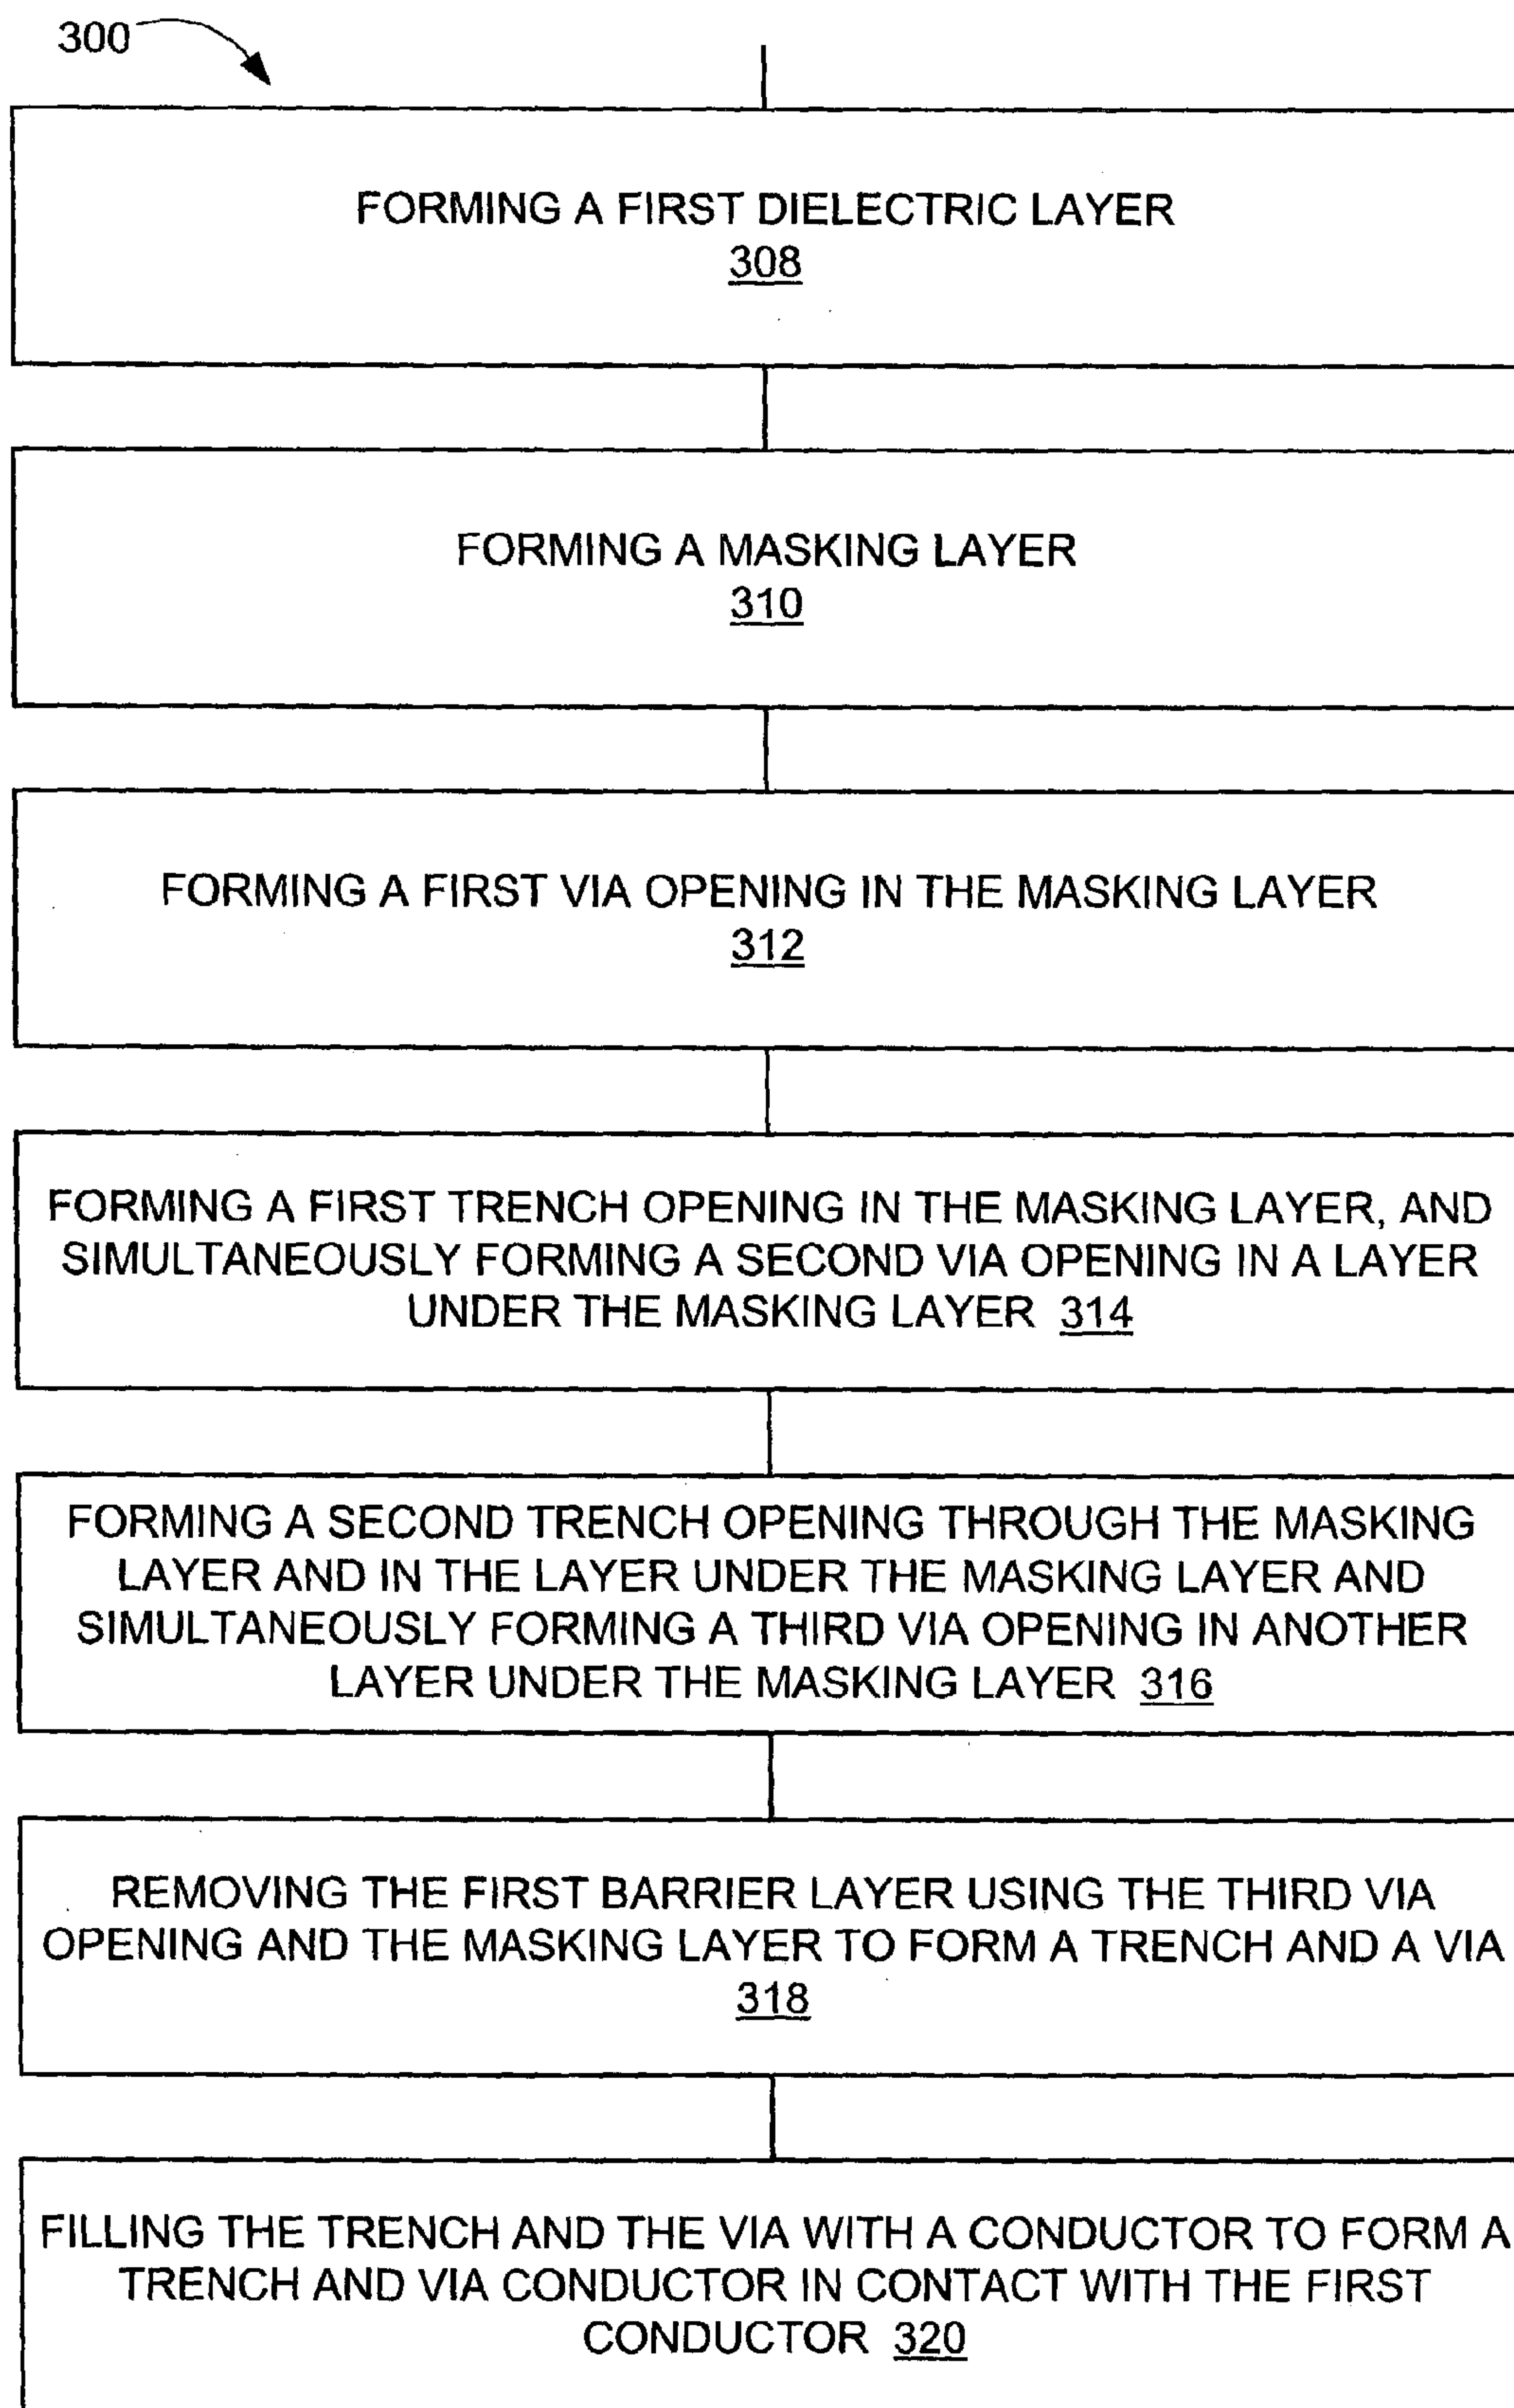 300
FORMING A FIRST DIELECTRIC LAYER
308
FORMING A MASKING LAYER
310
FORMING A FIRST VIA OPENING IN THE MASKING LAYER
312
FORMING A FIRST TRENCH OPENING IN THE MASKING LAYER, AND
SIMULTANEOUSLY FORMING A SECOND VIA OPENING IN A LAYER
UNDER THE MASKING LAYER 314
FORMING A SECOND TRENCH OPENING THROUGH THE MASKING
LAYER AND IN THE LAYER UNDER THE MASKING LAYER AND
SIMULTANEOUSLY FORMING A THIRD VIA OPENING IN ANOTHER
LAYER UNDER THE MASKING LAYER 316
REMOVING THE FIRST BARRIER LAYER USING THE THIRD VIA
OPENING AND THE MASKING LAYER TO FORM A TRENCH AND A VIA
318
FILLING THE TRENCH AND THE VIA WITH A CONDUCTOR TO FORM A
TRENCH AND VIA CONDUCTOR IN CONTACT WITH THE FIRST
CONDUCTOR 320